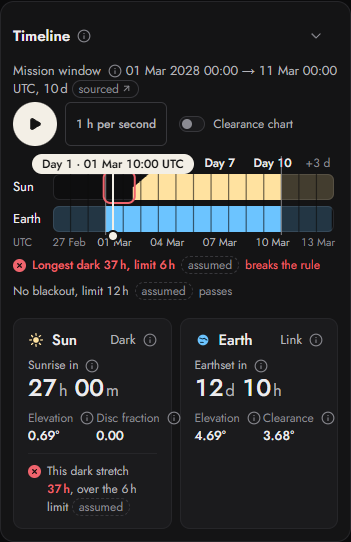 Timeline
Mission window 01 Mar 2028 00:00 → 11 Mar 00:00
UTC, 10 d sourced ↗
1 h per second
Clearance chart
Day 1 · 01 Mar 10:00 UTC Day 7 Day 10 +3 d
Sun
Earth
UTC 27 Feb 01 Mar 04 Mar 07 Mar 10 Mar 13 Mar
Longest dark 37 h, limit 6 h assumed breaks the rule
No blackout, limit 12 h assumed passes
Sun Dark
Sunrise in
27 h 00 m
Elevation Disc fraction
0.69° 0.00
This dark stretch
37 h, over the 6 h
limit assumed
Earth Link
Earthset in
12 d 10 h
Elevation Clearance
4.69° 3.68°